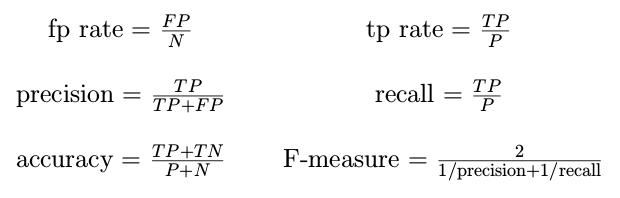 fp rate = FP/N tp rate = TP/P
precision = TP/(TP+FP) recall = TP/P
accuracy = (TP+TN)/(P+N) F-measure = 2/(1/precision+1/recall)